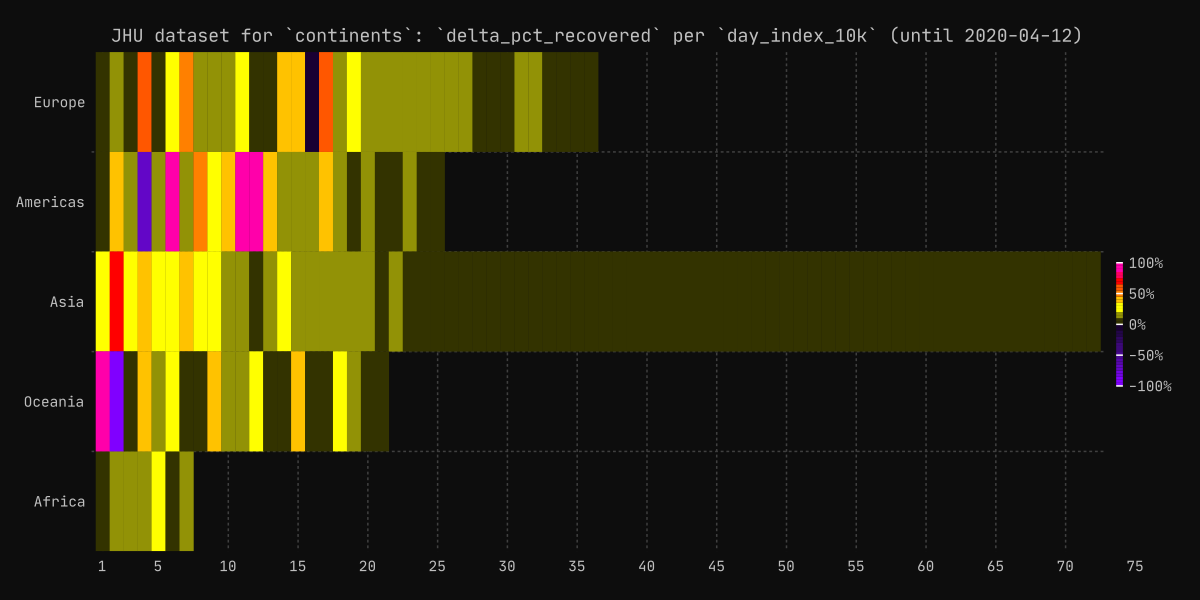 JHU dataset for `continents`: `delta_pct_recovered` per `day_index_10k` (until 2020-04-12)
Europe
Americas
Asia
Oceania
Africa
100%
50%
0%
-50%
-100%
1 5 10 15 20 25 30 35 40 45 50 55 60 65 70 75